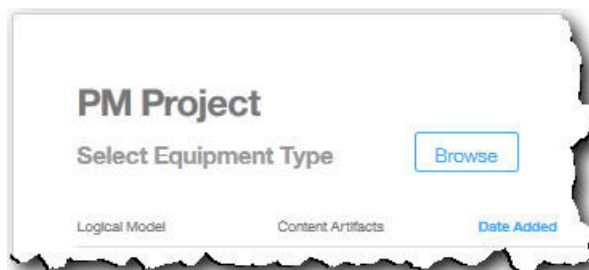 PM Project
Select Equipment Type Browse
Logical Model Content Artifacts Date Added